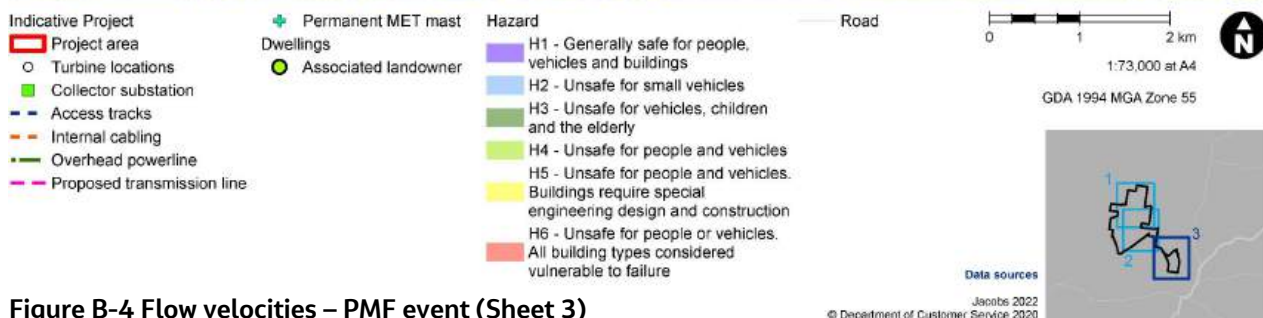 Indicative Project
Project area
Turbine locations
Collector substation
Access tracks
Internal cabling
Overhead powerline
Proposed transmission line
Permanent MET mast
Dwellings
Associated landowner
Hazard
H1 - Generally safe for people,
vehicles and buildings
H2 - Unsafe for small vehicles
H3 - Unsafe for vehicles, children
and the elderly
H4 - Unsafe for people and vehicles
H5 - Unsafe for people and vehicles.
Buildings require special
engineering design and construction
H6 - Unsafe for people or vehicles.
All building types considered
vulnerable to failure
Road
0 1 2 km
N
1:73,000 at A4
GDA 1994 MGA Zone 55
1
2
3
Data sources
Jacobs 2022
© Department of Customer Service 2020
Figure B-4 Flow velocities – PMF event (Sheet 3)